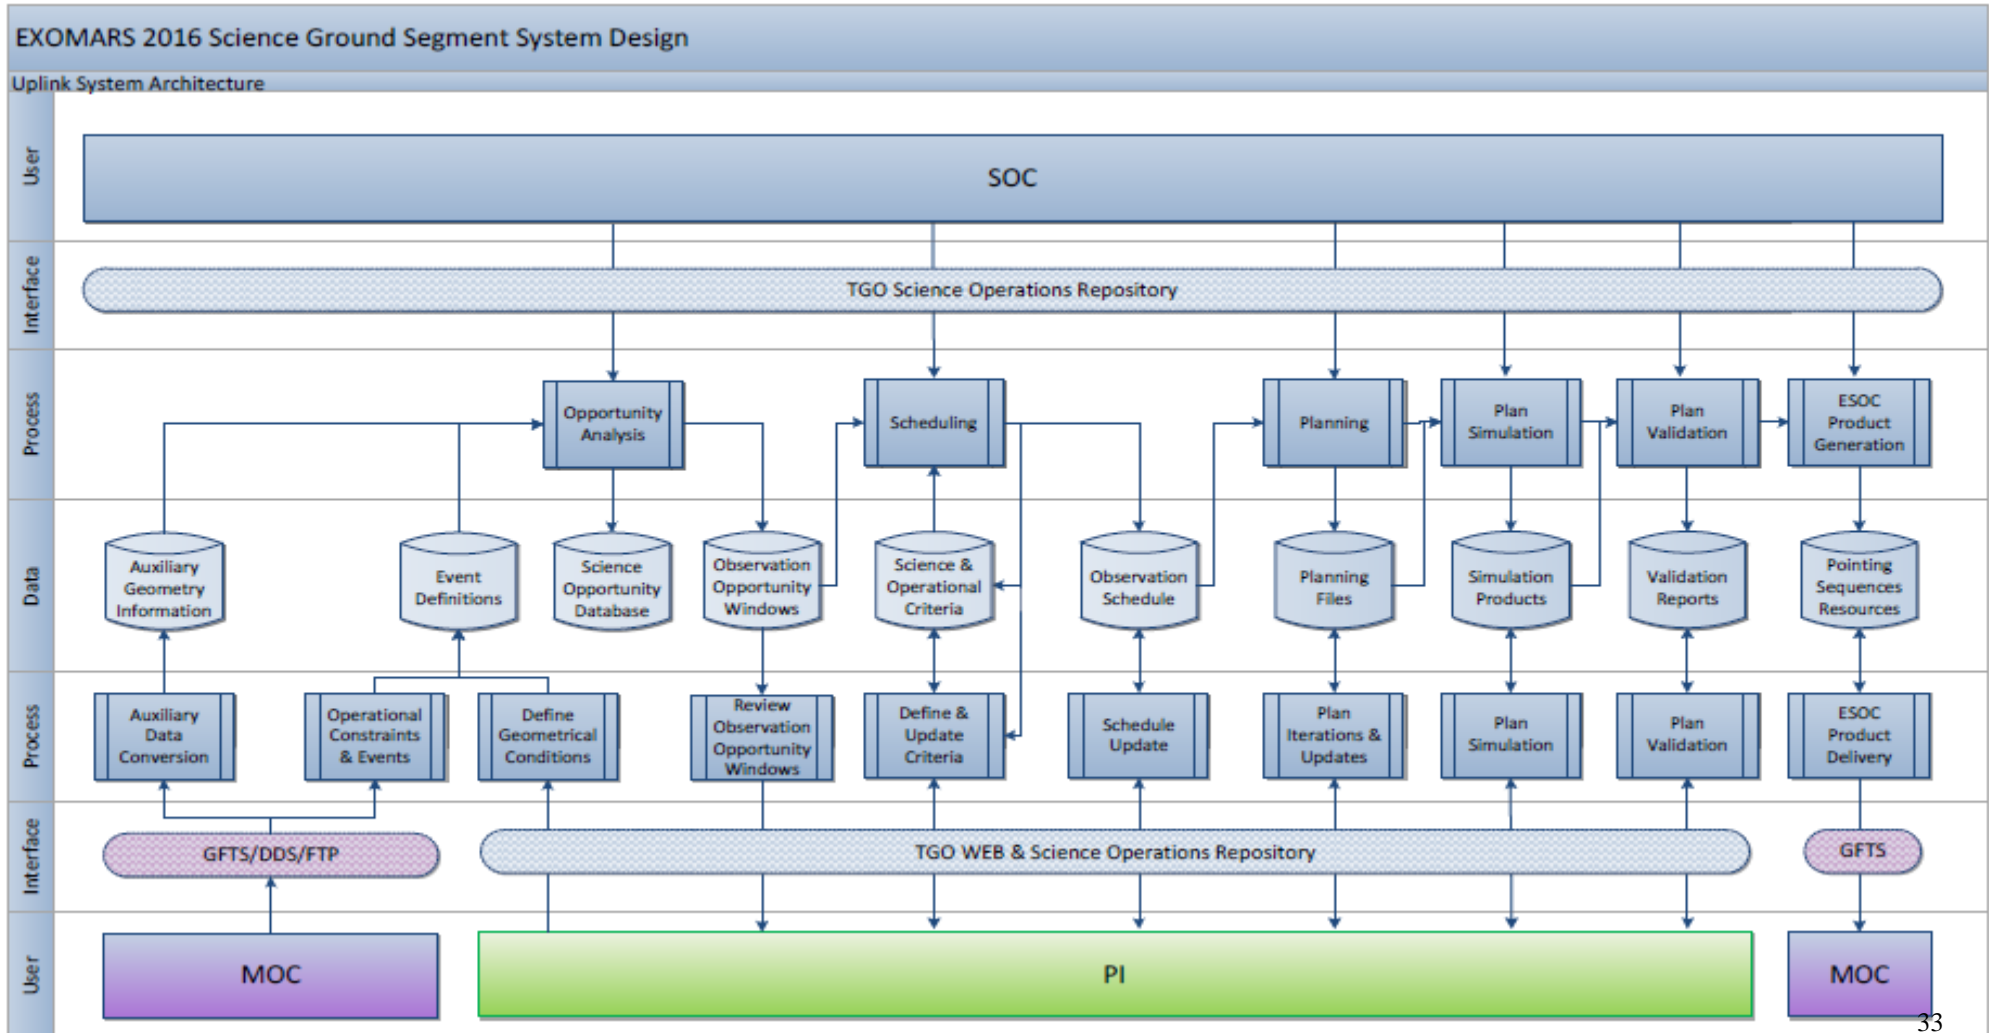 EXOMARS 2016 Science Ground Segment System Design
Uplink System Architecture
User
SOC
Interface
TGO Science Operations Repository
Process
Opportunity
Analysis
Scheduling
Planning
Plan
Simulation
Plan
Validation
ESOC
Product
Generation
Data
Auxiliary
Geometry
Information
Event
Definitions
Science
Opportunity
Database
Observation
Opportunity
Windows
Science &
Operational
Criteria
Observation
Schedule
Planning
Files
Simulation
Products
Validation
Reports
Pointing
Sequences
Resources
Process
Auxiliary
Data
Conversion
Operational
Constraints
& Events
Define
Geometrical
Conditions
Review
Observation
Opportunity
Windows
Define &
Update
Criteria
Schedule
Update
Plan
Iterations &
Updates
Plan
Simulation
Plan
Validation
ESOC
Product
Delivery
Interface
GFTS/DDS/FTP
TGO WEB & Science Operations Repository
GFTS
User
MOC
PI
MOC
33